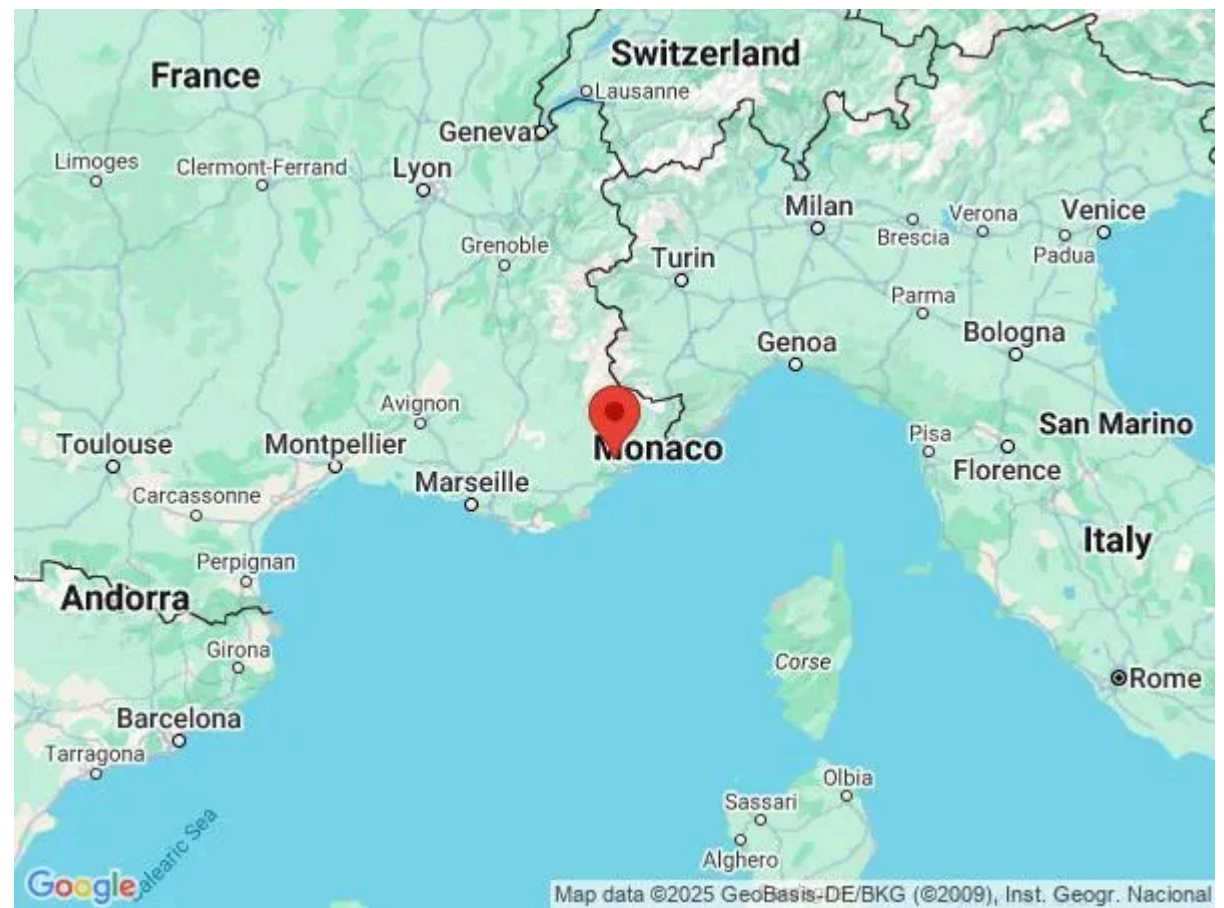 Switzerland
France
Lausanne
Geneva
Limoges
Clermont-Ferrand
Lyon
Milan
Verona
Venice
Brescia
Padua
Grenoble
Turin
Parma
Bologna
Genoa
Avignon
San Marino
Pisa
Toulouse
Montpellier
Monaco
Florence
Marseille
Carcassonne
Italy
Perpignan
Andorra
Girona
Corse
Rome
Barcelona
Tarragona
Olbia
Sassari
Alghero
Balearic Sea
Google
Map data ©2025 GeoBasis-DE/BKG (©2009), Inst. Geogr. Nacional